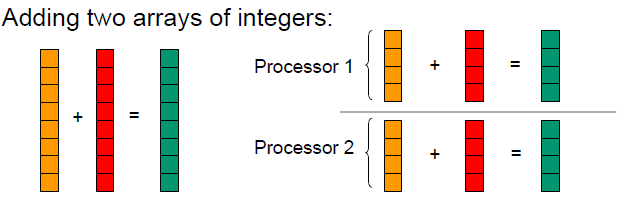 Adding two arrays of integers:
+ =
Processor 1 + =
Processor 2 + =